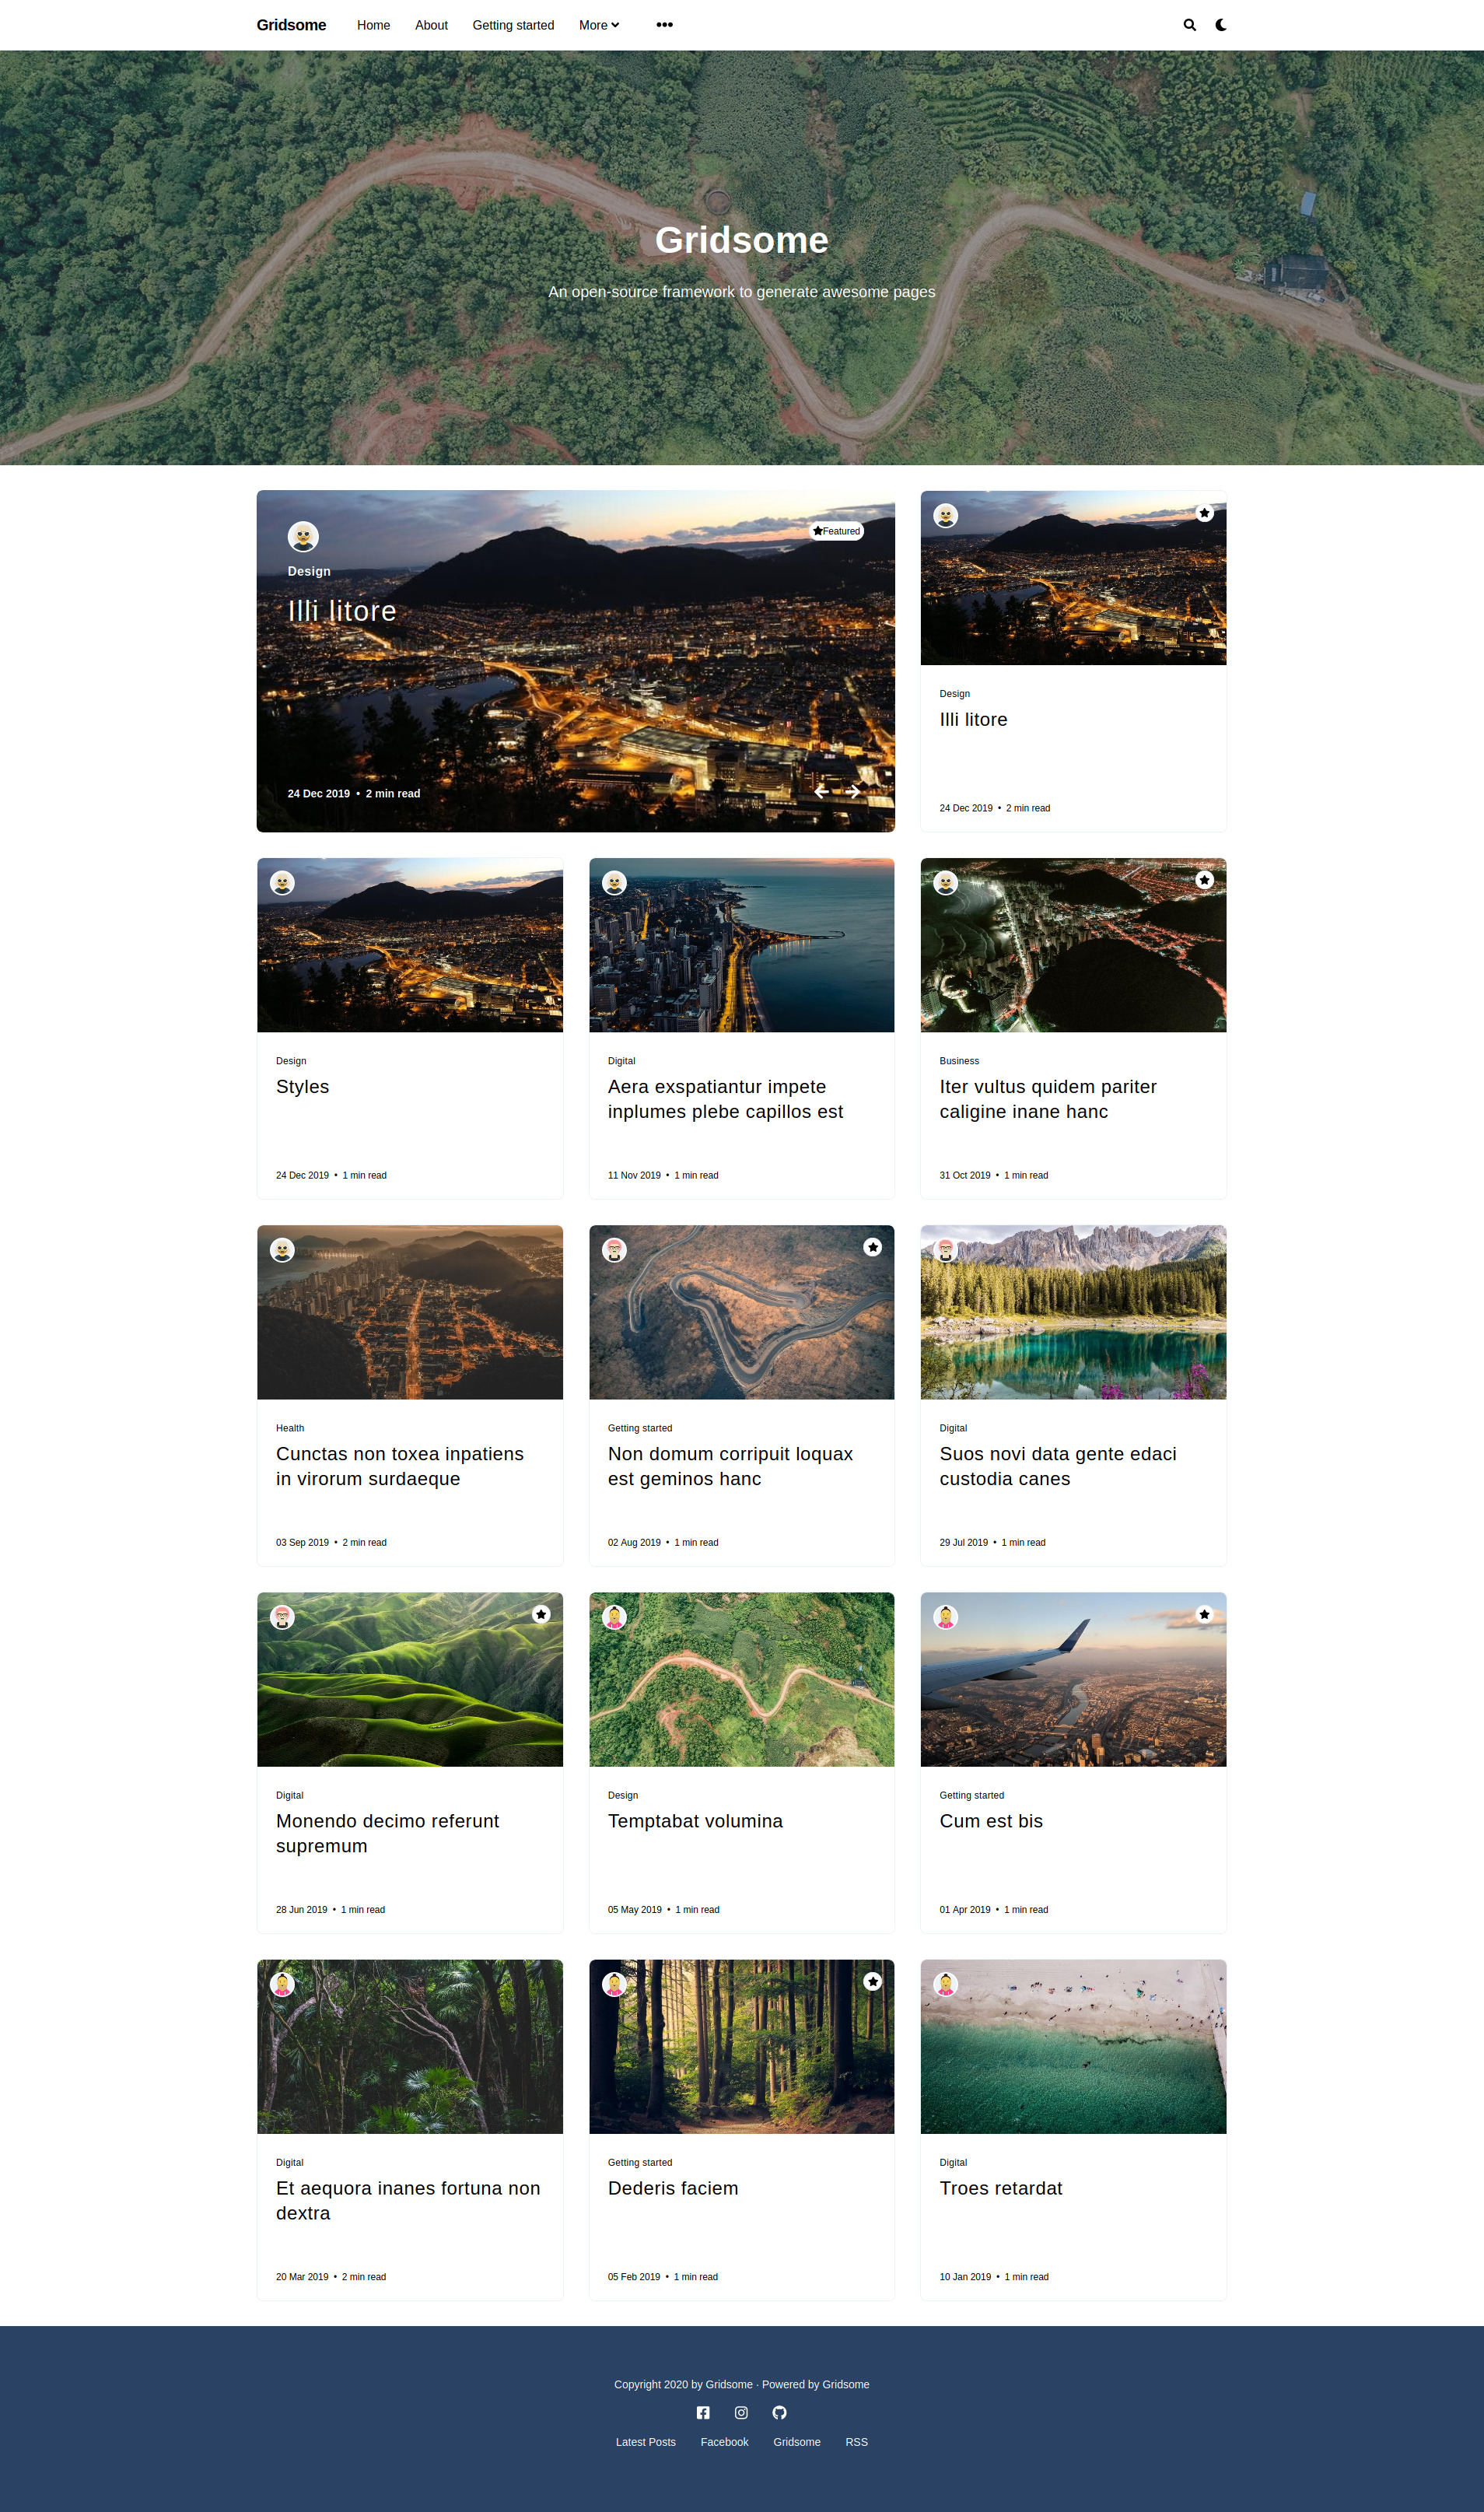 Gridsome Home About Getting started More
Gridsome
An open-source framework to generate awesome pages
Featured
Design
Illi litore
24 Dec 2019 • 2 min read
Design
Illi litore
24 Dec 2019 • 2 min read
Design
Styles
24 Dec 2019 • 1 min read
Digital
Aera exspatiantur impete
inplumes plebe capillos est
11 Nov 2019 • 1 min read
Business
Iter vultus quidem pariter
caligine inane hanc
31 Oct 2019 • 1 min read
Health
Cunctas non toxea inpatiens
in virorum surdaeque
03 Sep 2019 • 2 min read
Getting started
Non domum corripuit loquax
est geminos hanc
02 Aug 2019 • 1 min read
Digital
Suos novi data gente edaci
custodia canes
29 Jul 2019 • 1 min read
Digital
Monendo decimo referunt
supremum
28 Jun 2019 • 1 min read
Design
Temptabat volumina
05 May 2019 • 1 min read
Getting started
Cum est bis
01 Apr 2019 • 1 min read
Digital
Et aequora inanes fortuna non
dextra
20 Mar 2019 • 2 min read
Getting started
Dederis faciem
05 Feb 2019 • 1 min read
Digital
Troes retardat
10 Jan 2019 • 1 min read
Copyright 2020 by Gridsome · Powered by Gridsome
Latest Posts Facebook Gridsome RSS